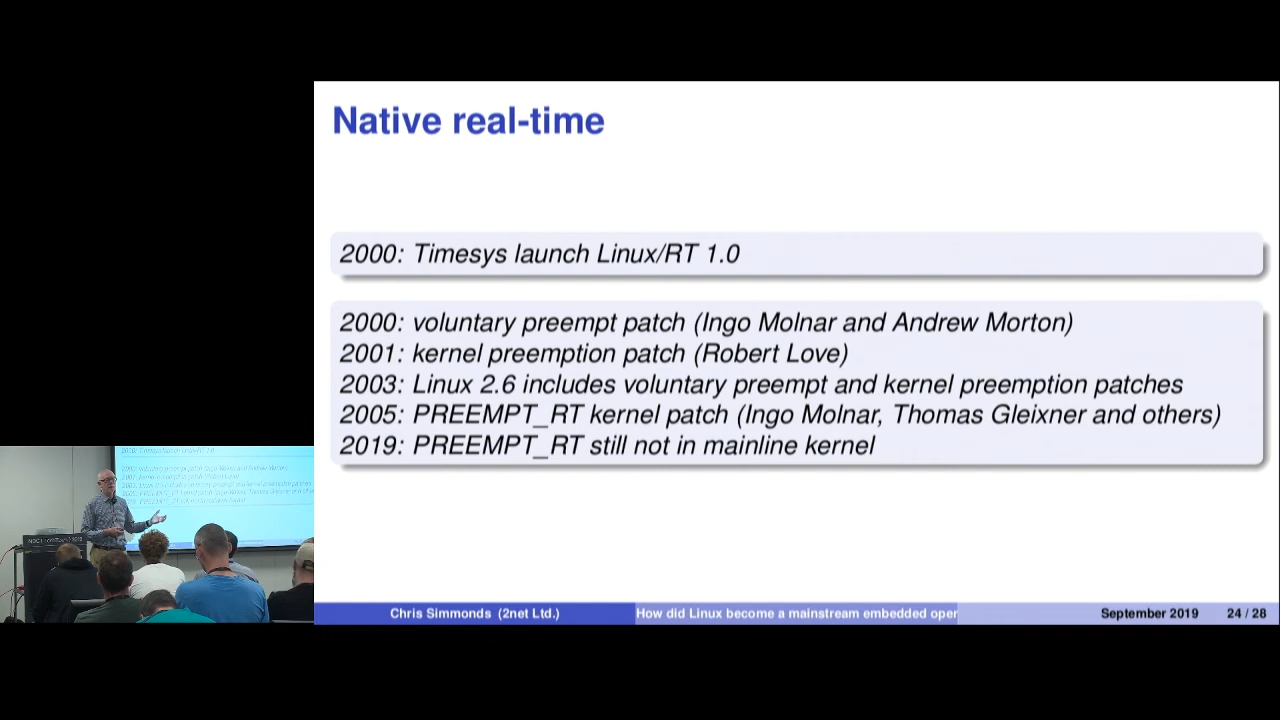 Native real-time
2000: Timesys launch Linux/RT 1.0
2000: voluntary preempt patch (Ingo Molnar and Andrew Morton)
2001: kernel preemption patch (Robert Love)
2003: Linux 2.6 includes voluntary preempt and kernel preemption patches
2005: PREEMPT_RT kernel patch (Ingo Molnar, Thomas Gleixner and others)
2019: PREEMPT_RT still not in mainline kernel
Chris Simmonds (2net Ltd.)
How did Linux become a mainstream embedded oper
September 2019
24 / 28